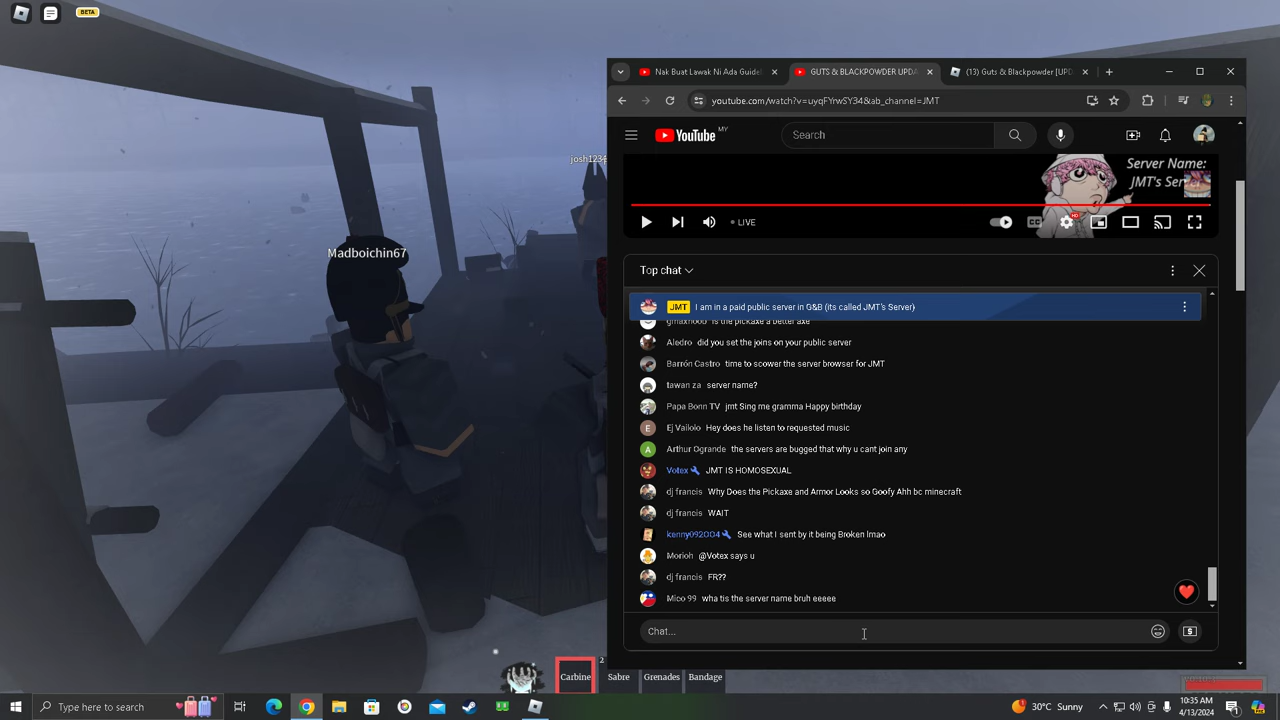 BETA
josh1234
Madboichin67
Nak Buat Lawak Ni Ada Guide
GUTS & BLACKPOWDER UPDA
(13) Guts & Blackpowder [UPD
youtube.com/watch?v=uyqFYrwSY34&ab_channel=JMT
YouTube MY
Search
Server Name:
JMT's Ser
LIVE
CC
HD
Top chat
JMT I am in a paid public server in G&B (its called JMT's Server)
gmaxn000 is the pickaxe a better axe
Aledro did you set the joins on your public server
Barrón Castro time to scower the server browser for JMT
tawan za server name?
Papa Bonn TV jmt Sing me gramma Happy birthday
E Ej Vailoio Hey does he listen to requested music
A Arthur Ogrande the servers are bugged that why u cant join any
Votex JMT IS HOMOSEXUAL
dj francis Why Does the Pickaxe and Armor Looks so Goofy Ahh bc minecraft
dj francis WAIT
kenny092004 See what I sent by it being Broken lmao
Morioh @Votex says u
dj francis FR??
Mico 99 wha tis the server name bruh eeeee
Chat...
2
Carbine
Sabre
Grenades
Bandage
Type here to search
30°C Sunny
10:35 AM
4/13/2024
1